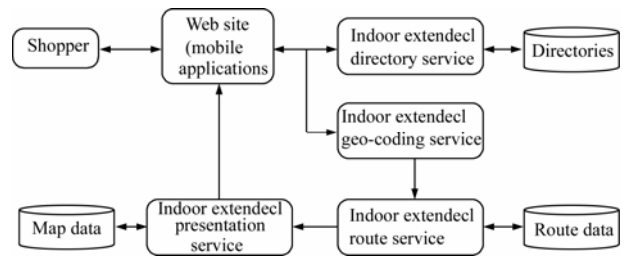 Shopper
Web site
(mobile
applications
Indoor extendecl
directory service
Directories
Indoor extendecl
geo-coding service
Map data
Indoor extendecl
presentation
service
Indoor extendecl
route service
Route data